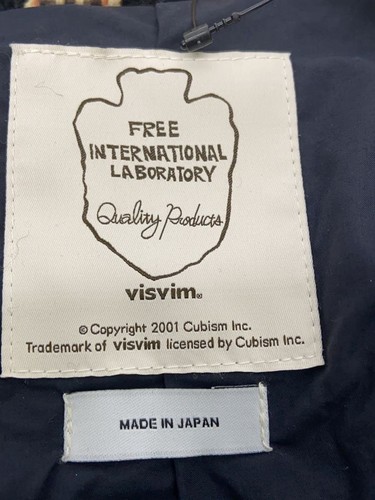 FREE
INTERNATIONAL
LABORATORY
Quality Products
visvim®
© Copyright 2001 Cubism Inc.
Trademark of visvim licensed by Cubism Inc.
MADE IN JAPAN